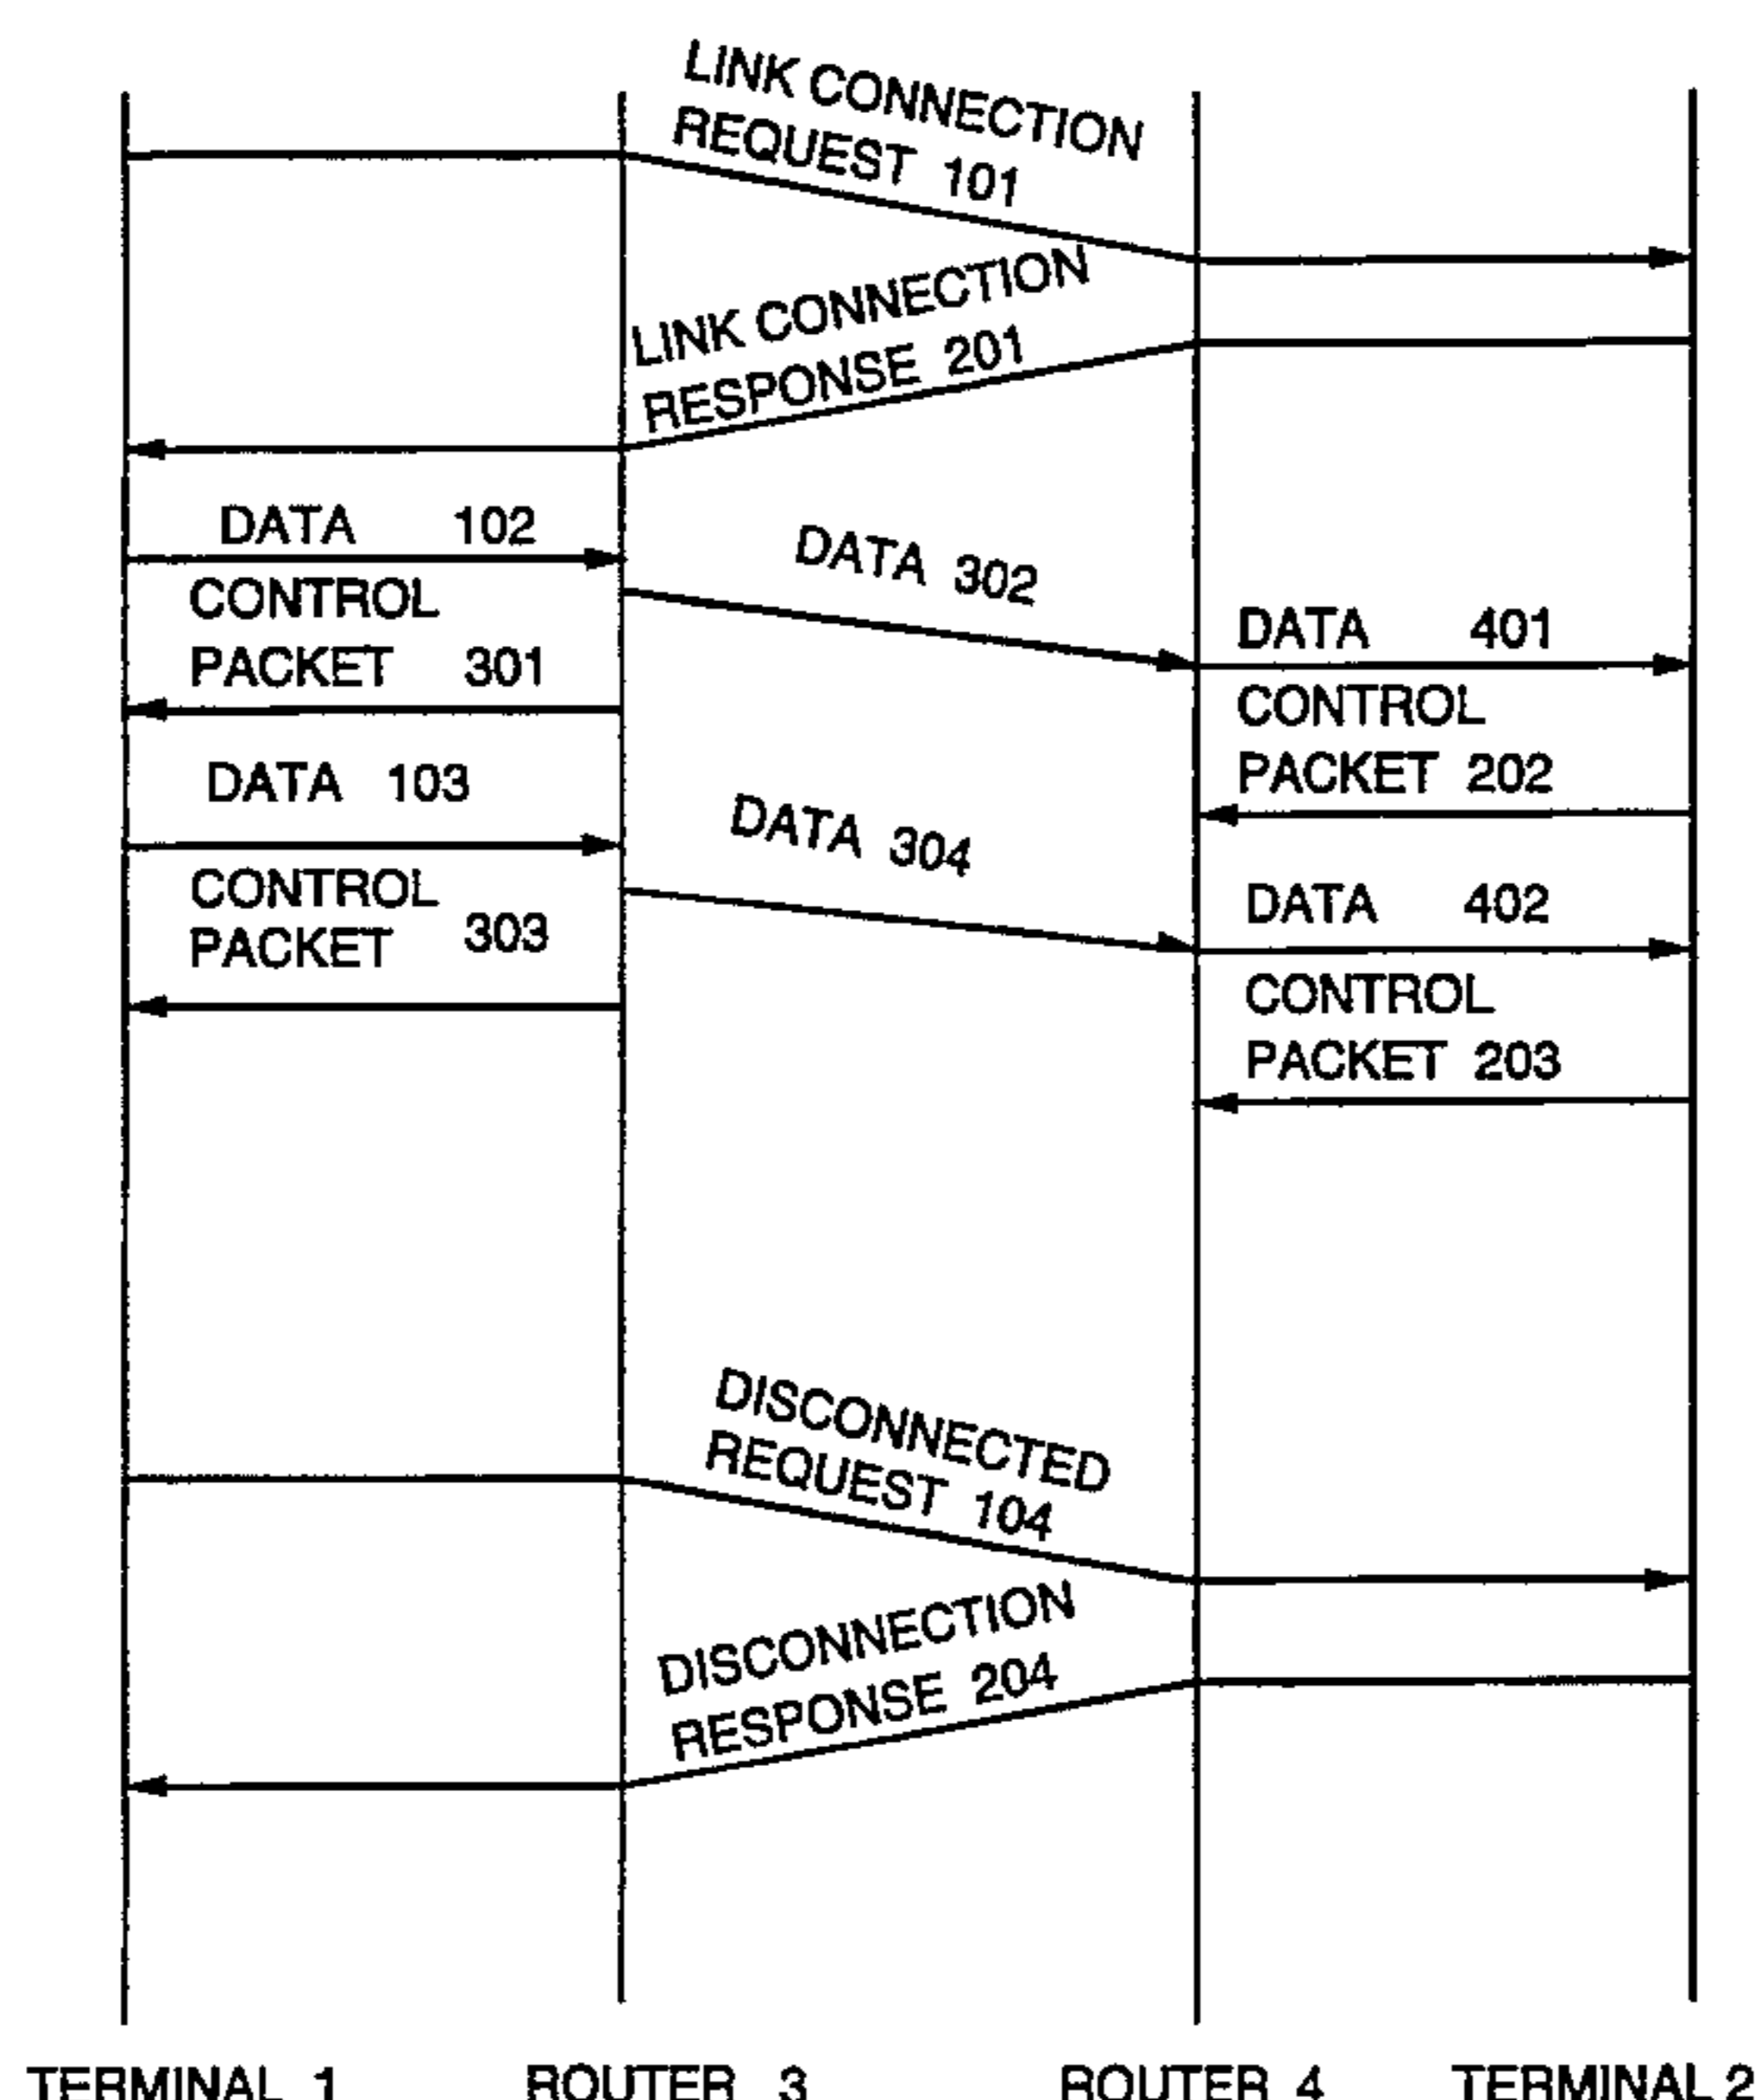 LINK CONNECTION
REQUEST 101
LINK CONNECTION
RESPONSE 201
DATA 102
DATA 302
CONTROL
PACKET 301
DATA 401
CONTROL
PACKET 202
DATA 103
DATA 304
CONTROL
PACKET 303
DATA 402
CONTROL
PACKET 203
DISCONNECTED
REQUEST 104
DISCONNECTION
RESPONSE 204
TERMINAL 1 ROUTER 3 ROUTER 4 TERMINAL 2